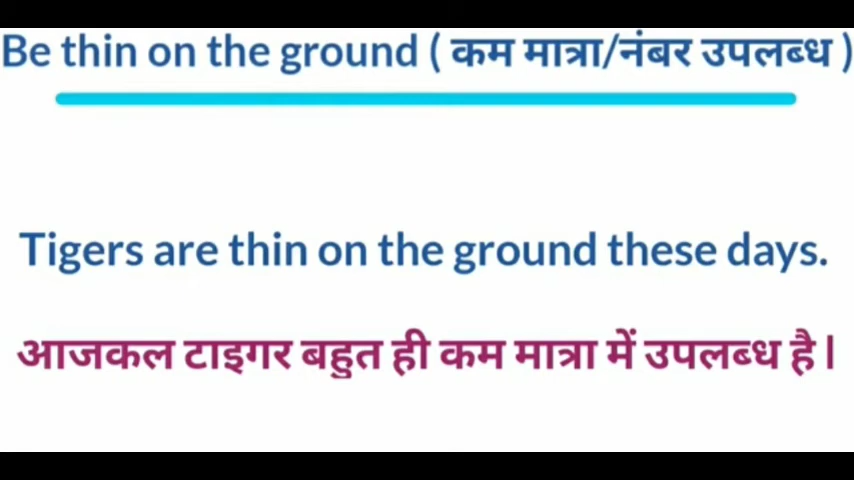 Be thin on the ground ( कम मात्रा/नंबर उपलब्ध )
Tigers are thin on the ground these days.
आजकल टाइगर बहुत ही कम मात्रा में उपलब्ध है l